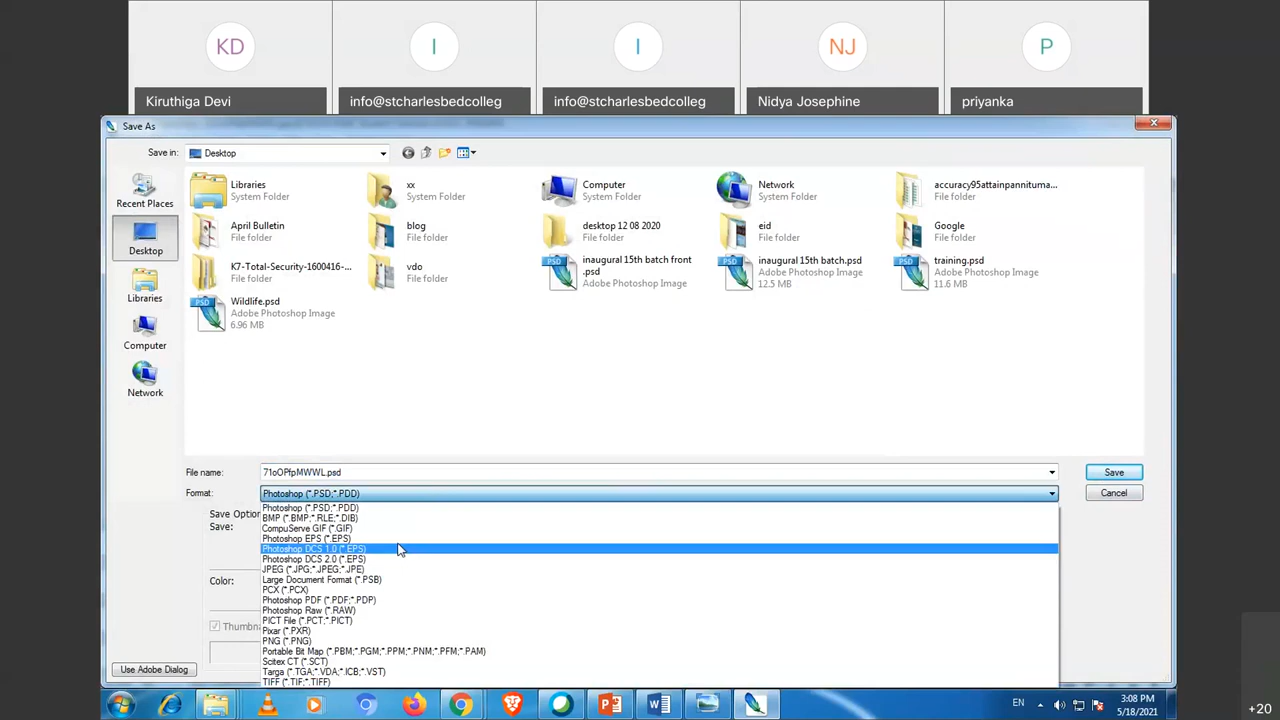 KD
I
I
NJ
P
Kiruthiga Devi
info@stcharlesbedcolleg
info@stcharlesbedcolleg
Nidya Josephine
priyanka
Save As
Save in:
Desktop
Recent Places
Desktop
Libraries
Computer
Network
Libraries
System Folder
xx
System Folder
Computer
System Folder
Network
System Folder
accuracy95attainpannituma...
File folder
April Bulletin
File folder
blog
File folder
desktop 12 08 2020
File folder
eid
File folder
Google
File folder
K7-Total-Security-1600416-...
File folder
vdo
File folder
PSD
inaugural 15th batch front
.psd
Adobe Photoshop Image
PSD
inaugural 15th batch.psd
Adobe Photoshop Image
12.5 MB
PSD
training.psd
Adobe Photoshop Image
11.6 MB
PSD
Wildlife.psd
Adobe Photoshop Image
6.96 MB
File name:
71oOPfpMWWL.psd
Save
Format:
Photoshop (*.PSD;*.PDD)
Cancel
Save Option
Save:
Color:
Thumbna
Photoshop (*.PSD;*.PDD)
BMP (*.BMP;*.RLE;*.DIB)
CompuServe GIF (*.GIF)
Photoshop EPS (*.EPS)
Photoshop DCS 1.0 (*.EPS)
Photoshop DCS 2.0 (*.EPS)
JPEG (*.JPG;*.JPEG;*.JPE)
Large Document Format (*.PSB)
PCX (*.PCX)
Photoshop PDF (*.PDF;*.PDP)
Photoshop Raw (*.RAW)
PICT File (*.PCT;*.PICT)
Pixar (*.PXR)
PNG (*.PNG)
Portable Bit Map (*.PBM;*.PGM;*.PPM;*.PNM;*.PFM;*.PAM)
Scitex CT (*.SCT)
Targa (*.TGA;*.VDA;*.ICB;*.VST)
TIFF (*.TIF;*.TIFF)
Use Adobe Dialog
EN
3:08 PM
5/18/2021
+20